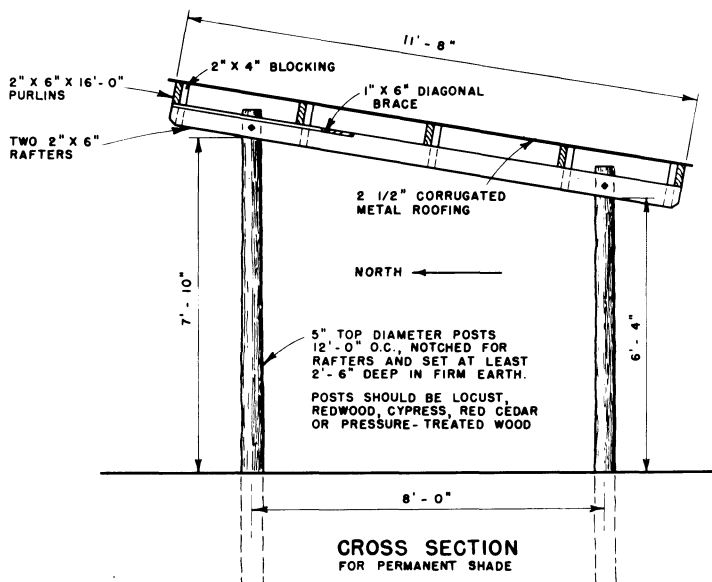 11'-8"
2" X 4" BLOCKING
2" X 6" X 16'-0"
PURLINS
1" X 6" DIAGONAL
BRACE
TWO 2" X 6"
RAFTERS
2 1/2" CORRUGATED
METAL ROOFING
NORTH
7'-10"
6'-4"
5" TOP DIAMETER POSTS
12'-0" O.C., NOTCHED FOR
RAFTERS AND SET AT LEAST
2'-6" DEEP IN FIRM EARTH.
POSTS SHOULD BE LOCUST,
REDWOOD, CYPRESS, RED CEDAR
OR PRESSURE-TREATED WOOD
8'-0"
CROSS SECTION
FOR PERMANENT SHADE